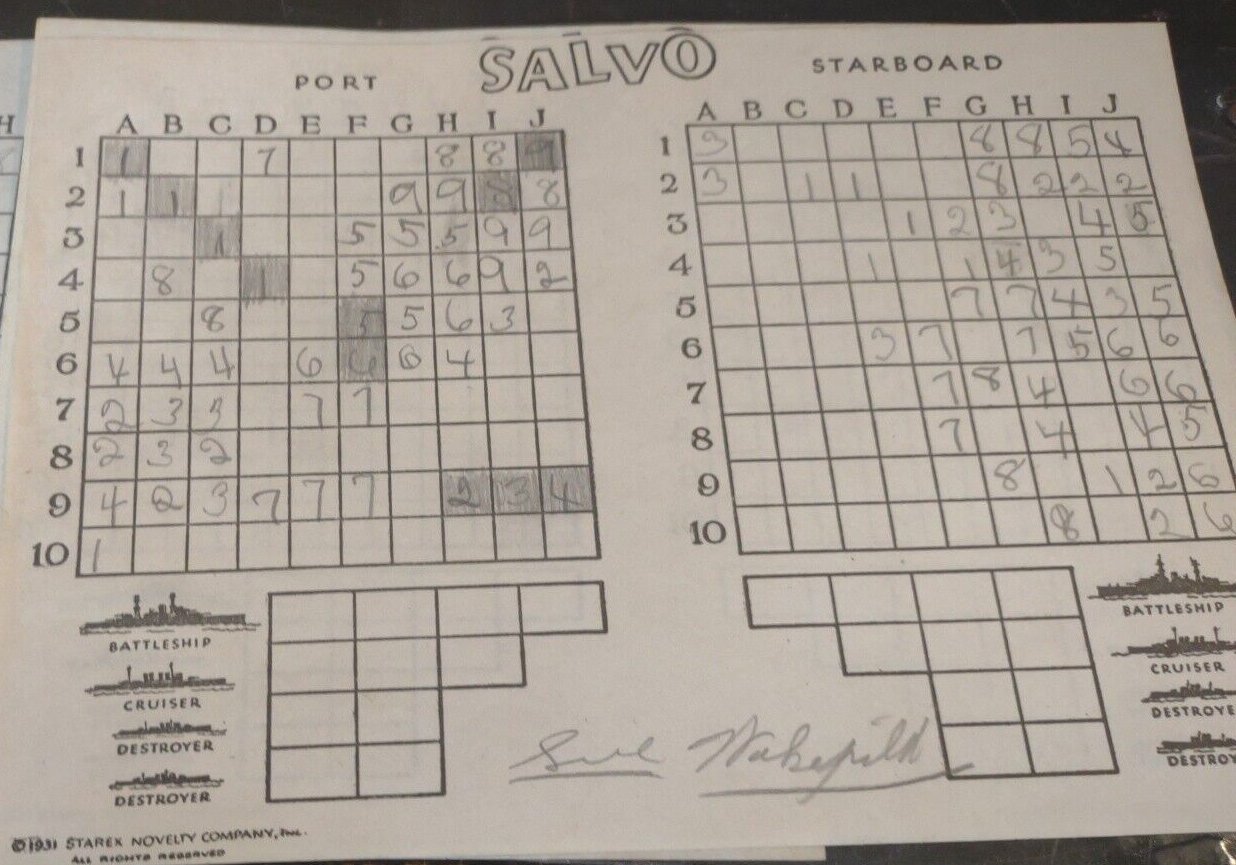 SALVO
PORT
STARBOARD
H
A B C D E F G H I J
A B C D E F G H I J
1 1 7 8 8 9
1 3 8 8 5 4
2 1 1 1 9 9 8 8
2 3 1 1 8 2 2 2
3 1 5 5 5 9 9
3 1 2 3 4 5
4 8 1 5 6 6 9 2
4 1 1 4 3 5
5 8 5 5 6 3
5 7 7 4 3 5
6 4 4 4 6 6 6 4
6 3 7 7 5 6 6
7 2 3 3 7 7
7 7 8 4 6 6
8 2 3 2
8 7 4 4 5
9 4 2 3 7 7 7 2 3 4
9 8 1 2 6
10 1
10 8 2 6
BATTLESHIP
BATTLESHIP
CRUISER
CRUISER
DESTROYER
DESTROYE
DESTROYER
DESTROY
Sue Wakefild
©1931 STAREX NOVELTY COMPANY, Inc.
ALL RIGHTS RESERVED